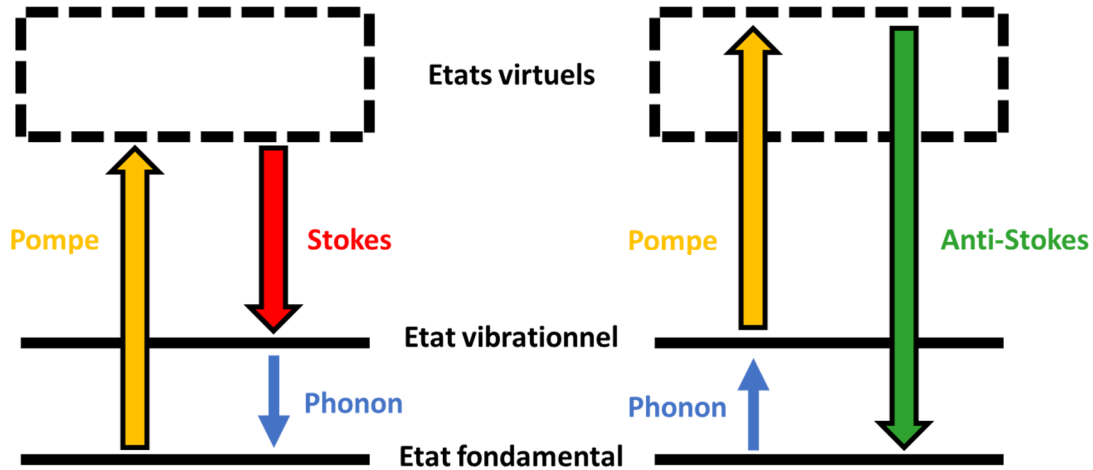 Etats virtuels
Pompe
Stokes
Pompe
Anti-Stokes
Etat vibrationnel
Phonon
Phonon
Etat fondamental